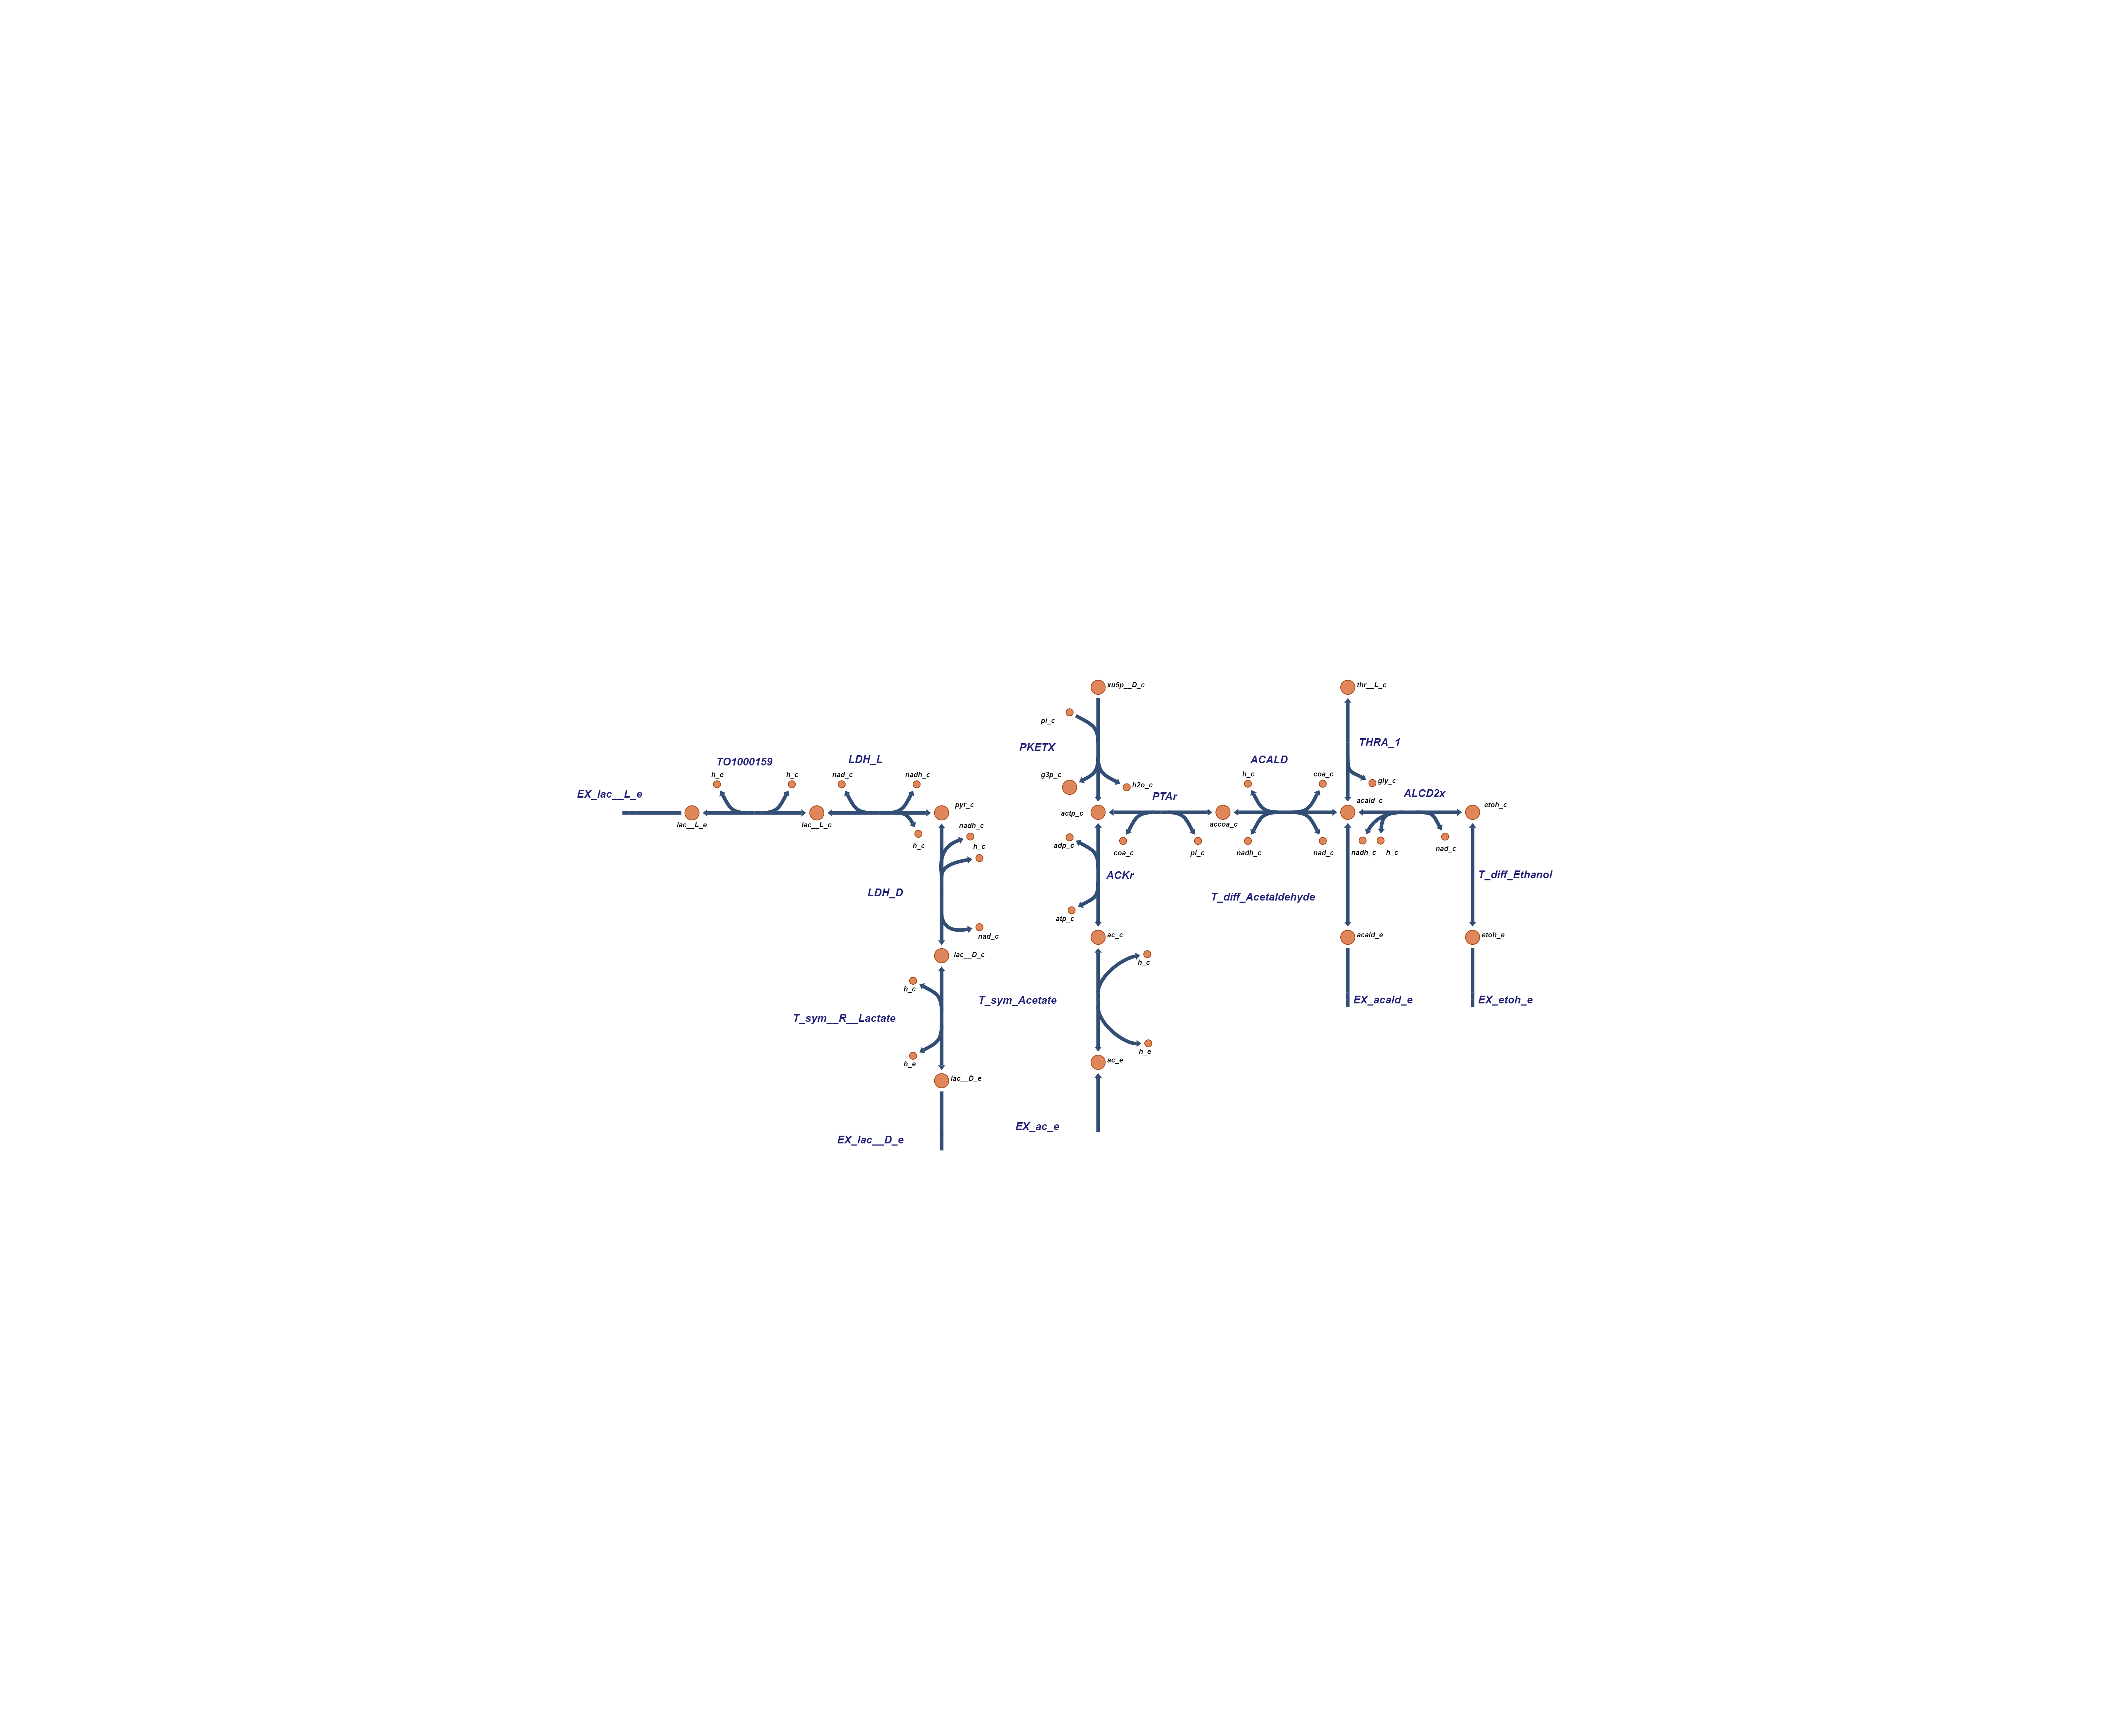 xu5p__D_c
thr__L_c
pi_c
PKETX
THRA_1
TO1000159
LDH_L
ACALD
h_e
h_c
nad_c
nadh_c
g3p_c
h2o_c
h_c
coa_c
gly_c
EX_lac__L_e
PTAr
ALCD2x
pyr_c
actp_c
acald_c
etoh_c
lac__L_e
lac__L_c
accoa_c
nadh_c
h_c
h_c
adp_c
coa_c
pi_c
nadh_c
nad_c
nadh_c
h_c
nad_c
LDH_D
ACKr
T_diff_Acetaldehyde
T_diff_Ethanol
atp_c
nad_c
ac_c
acald_e
etoh_e
lac__D_c
h_c
h_c
T_sym__R__Lactate
T_sym_Acetate
EX_acald_e
EX_etoh_e
h_e
h_e
ac_e
lac__D_e
EX_lac__D_e
EX_ac_e